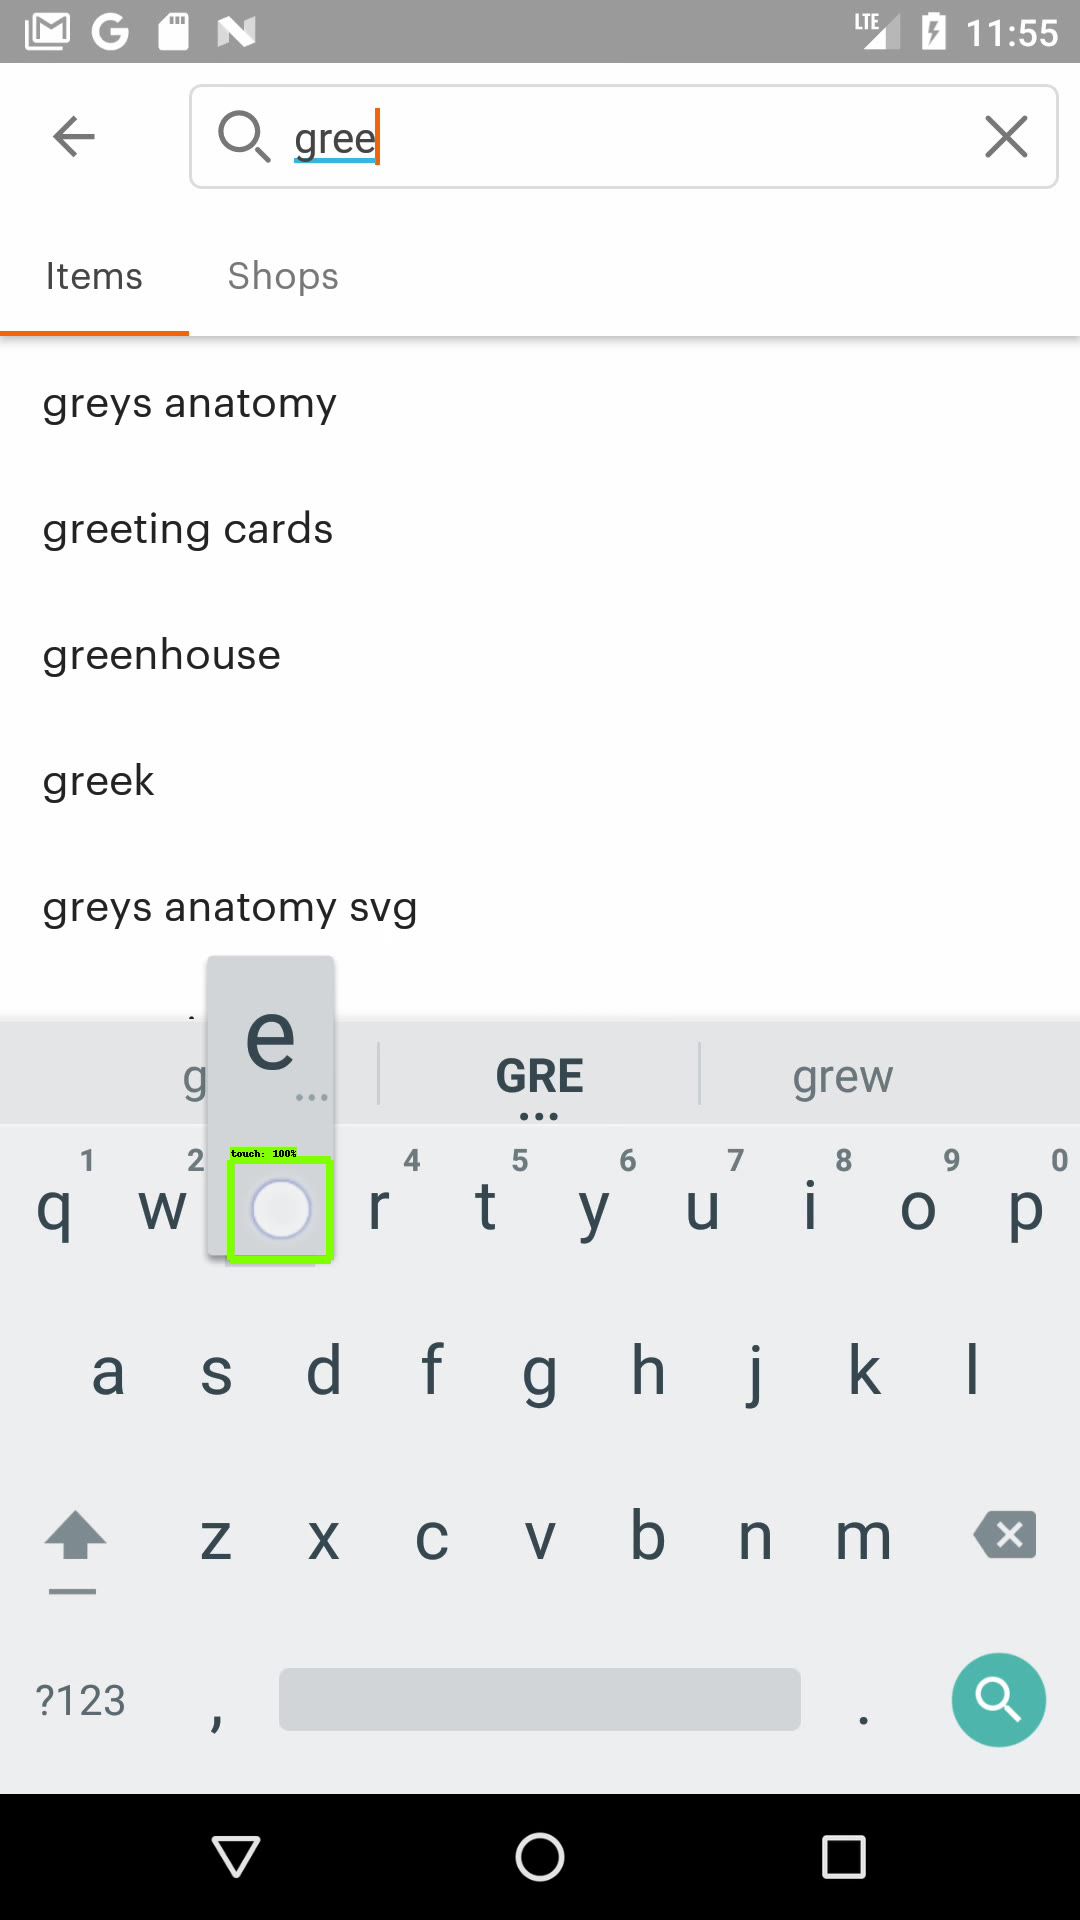 LTE 11:55
gree
Items Shops
greys anatomy
greeting cards
greenhouse
greek
greys anatomy svg
e
GRE grew
touch: 100%
1 2 4 5 6 7 8 9 0
q w r t y u i o p
a s d f g h j k l
z x c v b n m
?123 , .